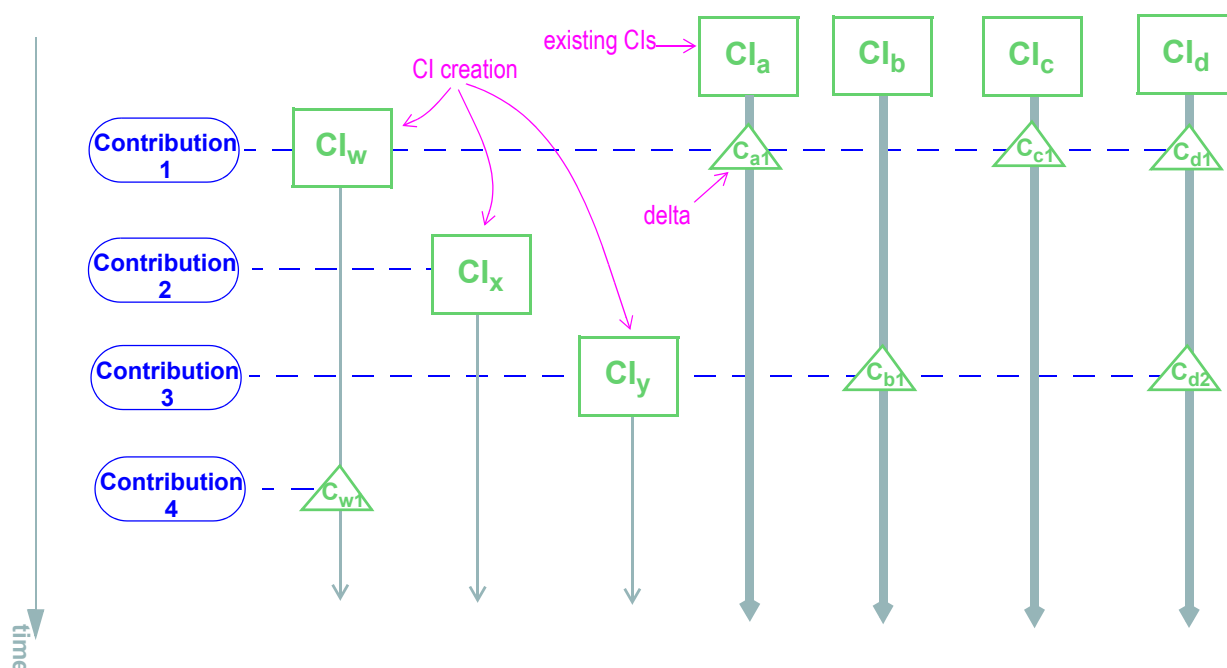 existing CIs
CIa
CIb
CIc
CId
CI creation
Contribution
1
CIw
Ca1
Cc1
Cd1
delta
Contribution
2
CIx
Contribution
3
CIy
Cb1
Cd2
Contribution
4
Cw1
time